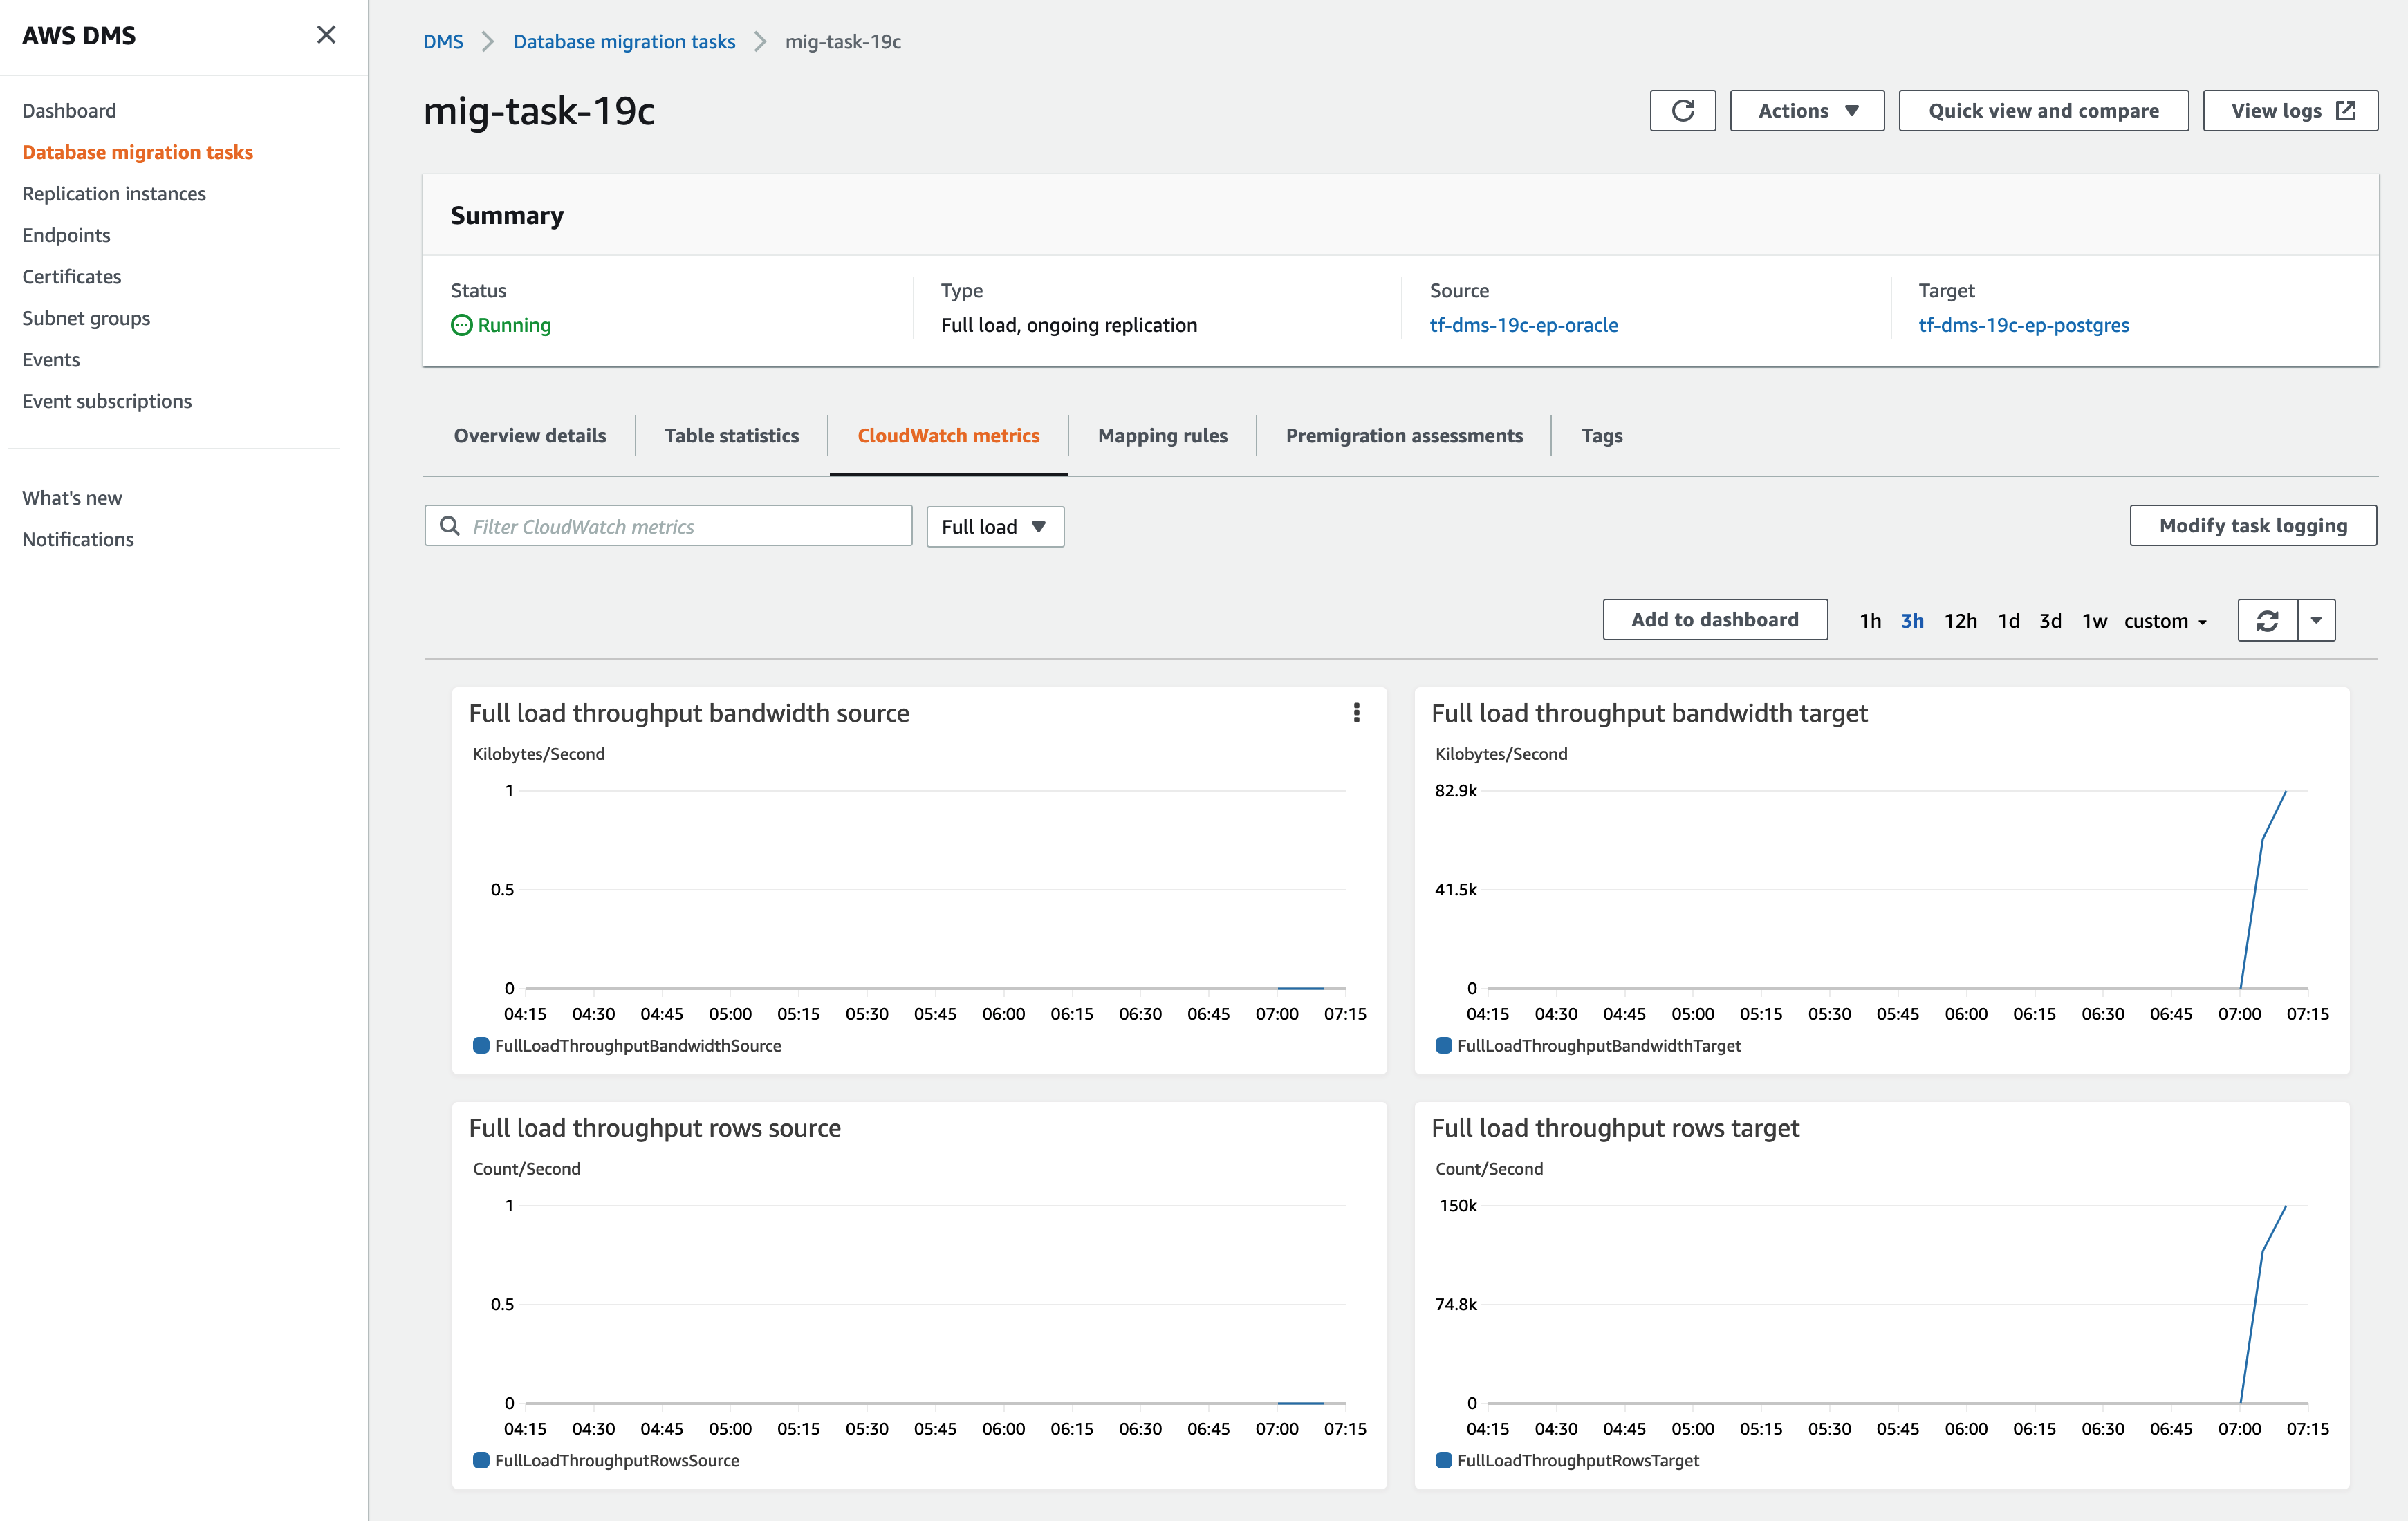 AWS DMS
Dashboard
Database migration tasks
Replication instances
Endpoints
Certificates
Subnet groups
Events
Event subscriptions
What's new
Notifications
DMS Database migration tasks mig-task-19c
mig-task-19c
Actions Quick view and compare View logs
Summary
Status Type Source Target
Running Full load, ongoing replication tf-dms-19c-ep-oracle tf-dms-19c-ep-postgres
Overview details Table statistics CloudWatch metrics Mapping rules Premigration assessments Tags
Filter CloudWatch metrics Full load Modify task logging
Add to dashboard 1h 3h 12h 1d 3d 1w custom
Full load throughput bandwidth source
Kilobytes/Second
1
0.5
0
04:15 04:30 04:45 05:00 05:15 05:30 05:45 06:00 06:15 06:30 06:45 07:00 07:15
FullLoadThroughputBandwidthSource
Full load throughput bandwidth target
Kilobytes/Second
82.9k
41.5k
0
04:15 04:30 04:45 05:00 05:15 05:30 05:45 06:00 06:15 06:30 06:45 07:00 07:15
FullLoadThroughputBandwidthTarget
Full load throughput rows source
Count/Second
1
0.5
0
04:15 04:30 04:45 05:00 05:15 05:30 05:45 06:00 06:15 06:30 06:45 07:00 07:15
FullLoadThroughputRowsSource
Full load throughput rows target
Count/Second
150k
74.8k
0
04:15 04:30 04:45 05:00 05:15 05:30 05:45 06:00 06:15 06:30 06:45 07:00 07:15
FullLoadThroughputRowsTarget